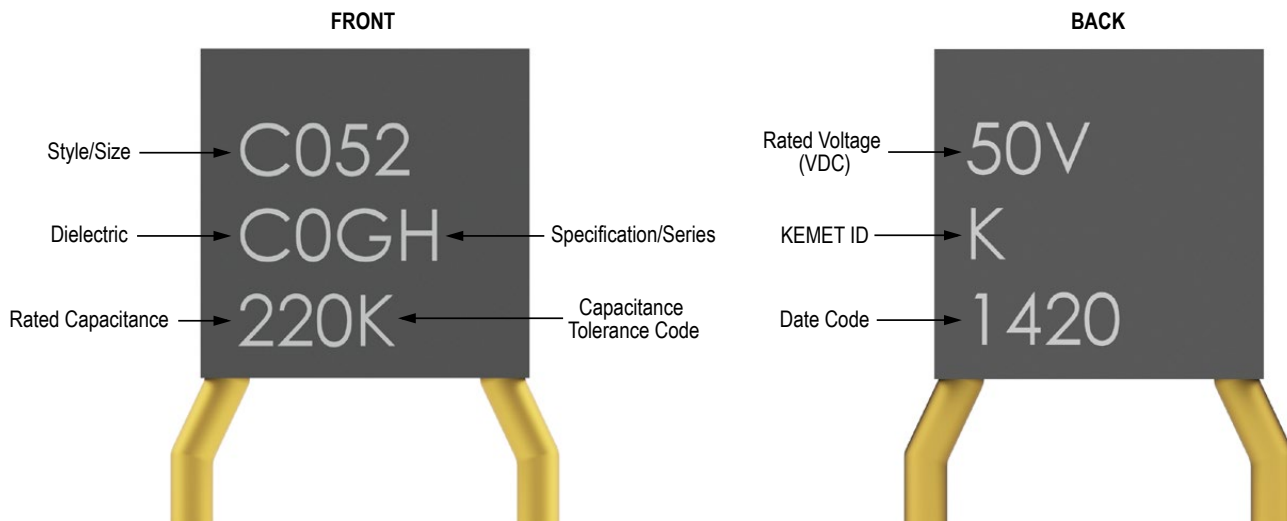 FRONT
Style/Size
C052
Dielectric
C0GH
Specification/Series
Rated Capacitance
220K
Capacitance
Tolerance Code
BACK
Rated Voltage
(VDC)
50V
KEMET ID
K
Date Code
1420